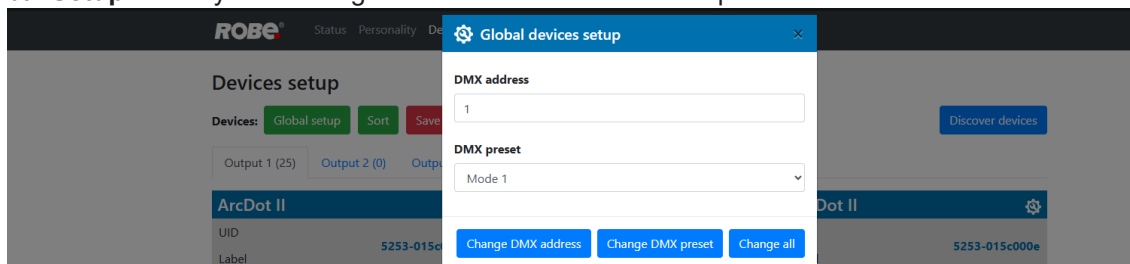 Setup
ROBE®
Status Personality De
Global devices setup ×
Devices setup
DMX address
Devices: Global setup Sort Save
1
Discover devices
DMX preset
Output 1 (25) Output 2 (0) Outpu
Mode 1
ArcDot II
Dot II
UID
5253-015c
5253-015c000e
Label
Change DMX address Change DMX preset Change all